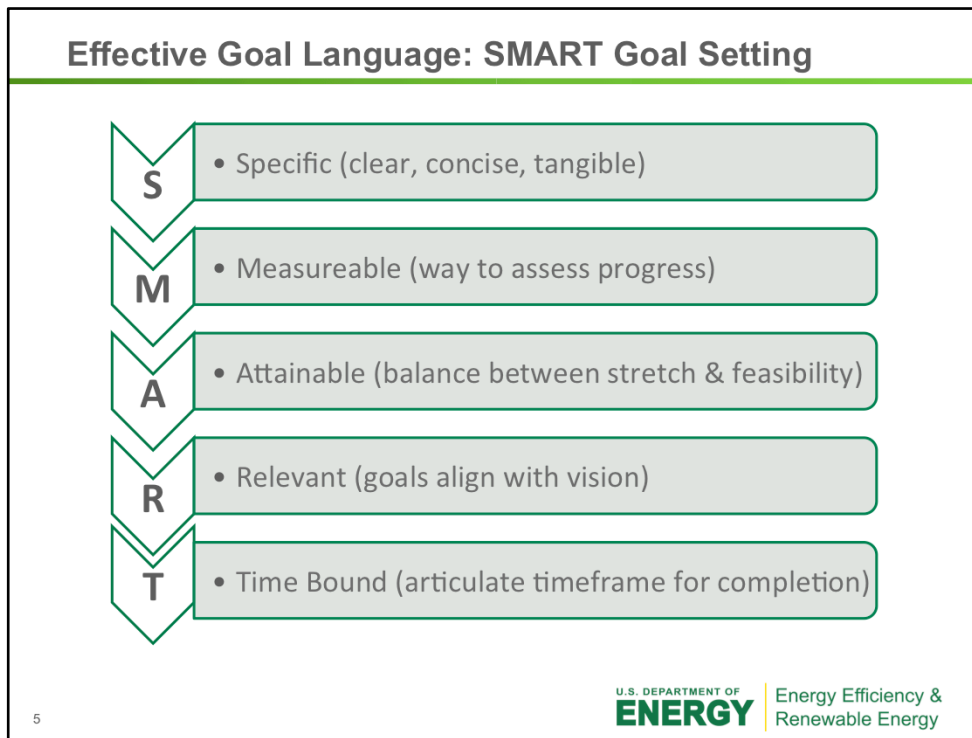 Effective Goal Language: SMART Goal Setting
S
• Specific (clear, concise, tangible)
M
• Measureable (way to assess progress)
A
• Attainable (balance between stretch & feasibility)
R
• Relevant (goals align with vision)
T
• Time Bound (articulate timeframe for completion)
5
U.S. DEPARTMENT OF
ENERGY
Energy Efficiency &
Renewable Energy